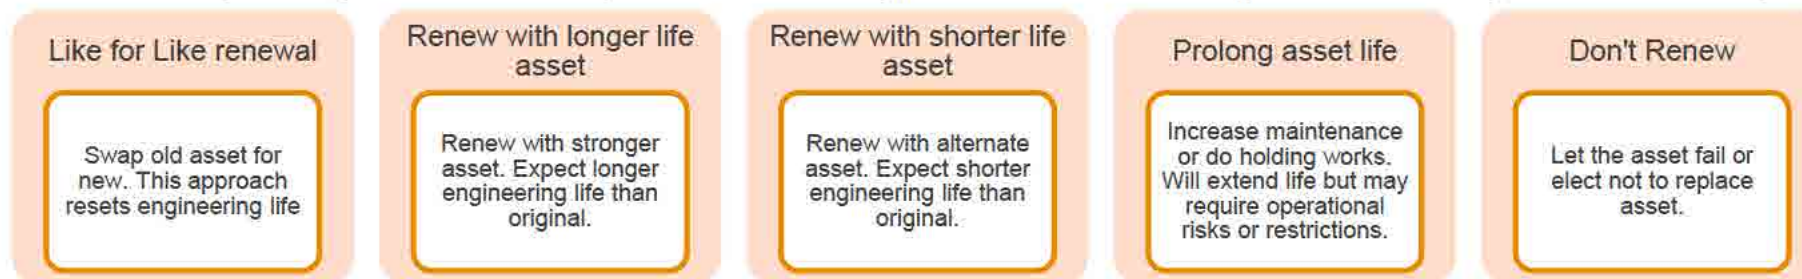 Like for Like renewal
Swap old asset for
new. This approach
resets engineering life
Renew with longer life
asset
Renew with stronger
asset. Expect longer
engineering life than
original.
Renew with shorter life
asset
Renew with alternate
asset. Expect shorter
engineering life than
original.
Prolong asset life
Increase maintenance
or do holding works.
Will extend life but may
require operational
risks or restrictions.
Don't Renew
Let the asset fail or
elect not to replace
asset.